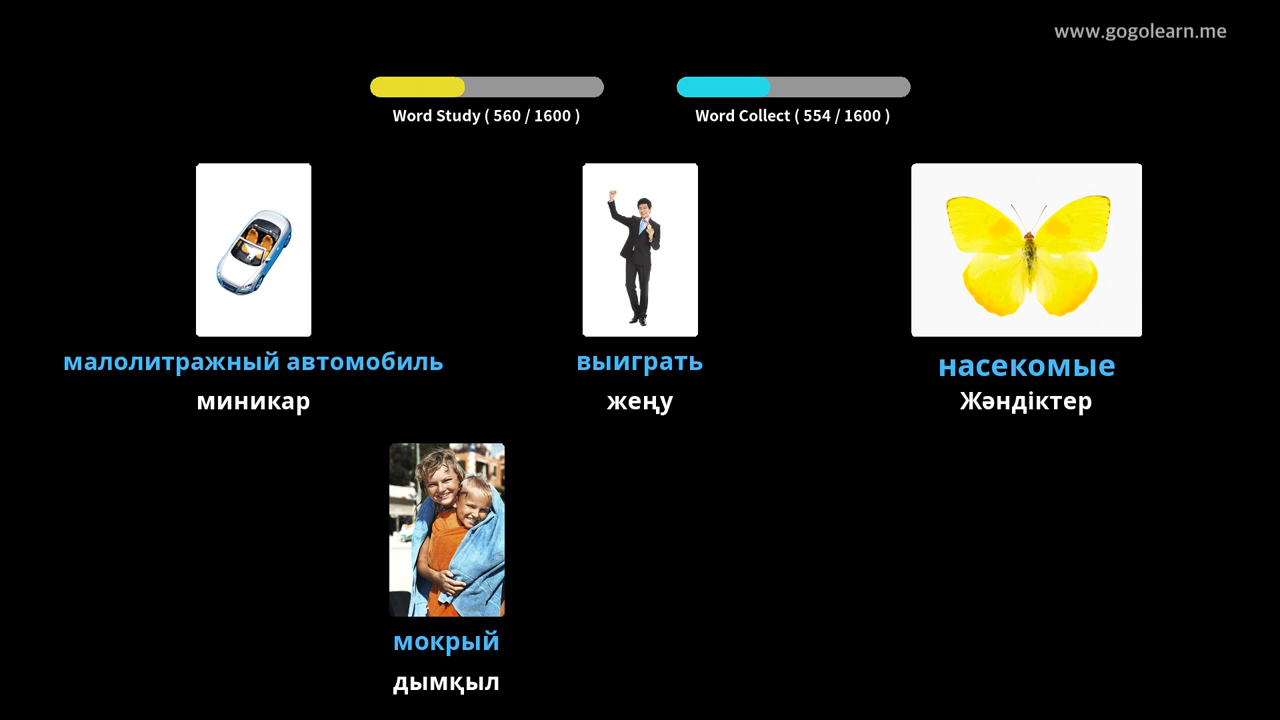 www.gogolearn.me
Word Study ( 560 / 1600 )
Word Collect ( 554 / 1600 )
малолитражный автомобиль
миникар
выиграть
жеңу
насекомые
Жәндіктер
мокрый
дымқыл